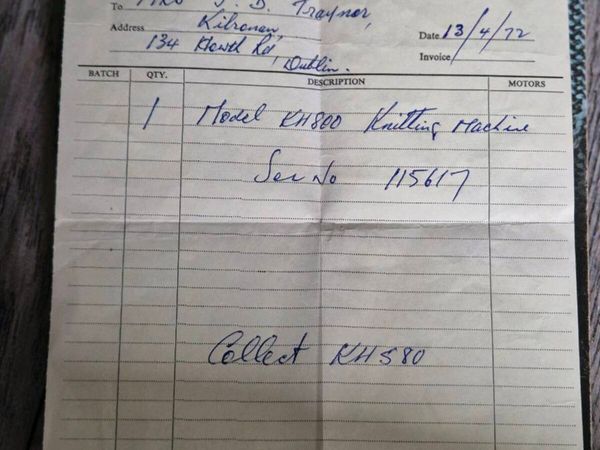 To Mrs J. D. Traynor,
Address Kilronan,
134 Howth Rd,
Dublin.
Date 13/4/72
Invoice
BATCH QTY. DESCRIPTION MOTORS
1 Model KH800 Knitting Machine
Ser No 115617
Collect KH580